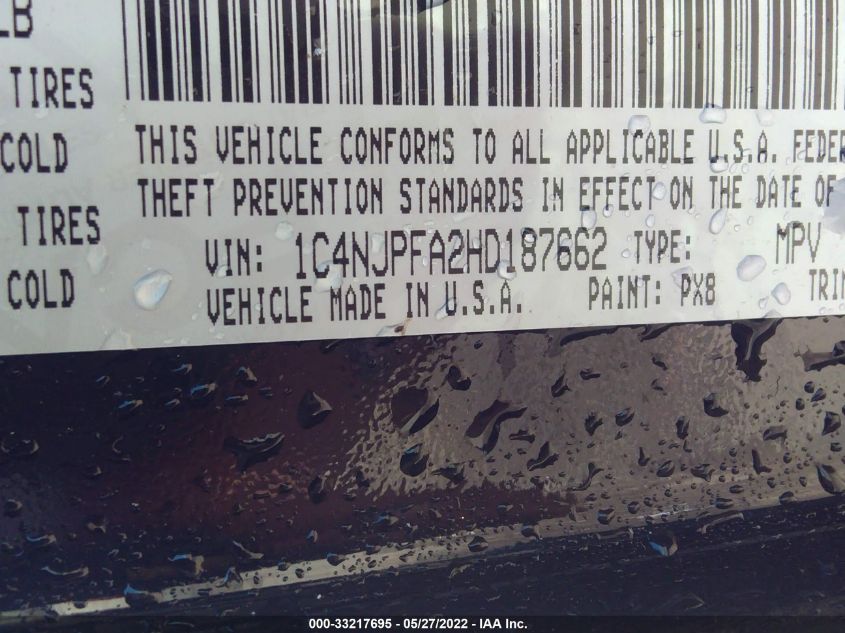 LB
TIRES
COLD
THIS VEHICLE CONFORMS TO ALL APPLICABLE U.S.A. FEDER
THEFT PREVENTION STANDARDS IN EFFECT ON THE DATE OF
TIRES
VIN: 1C4NJPFA2HD187662 TYPE: MPV
COLD
VEHICLE MADE IN U.S.A. PAINT: PX8 TRIM
000-33217695 - 05/27/2022 - IAA Inc.